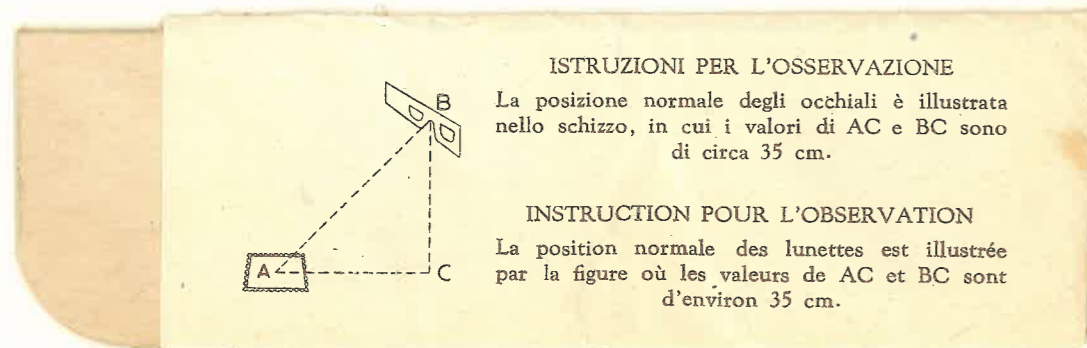 B
A
C
ISTRUZIONI PER L'OSSERVAZIONE
La posizione normale degli occhiali è illustrata
nello schizzo, in cui i valori di AC e BC sono
di circa 35 cm.
INSTRUCTION POUR L'OBSERVATION
La position normale des lunettes est illustrée
par la figure où les valeurs de AC et BC sont
d'environ 35 cm.